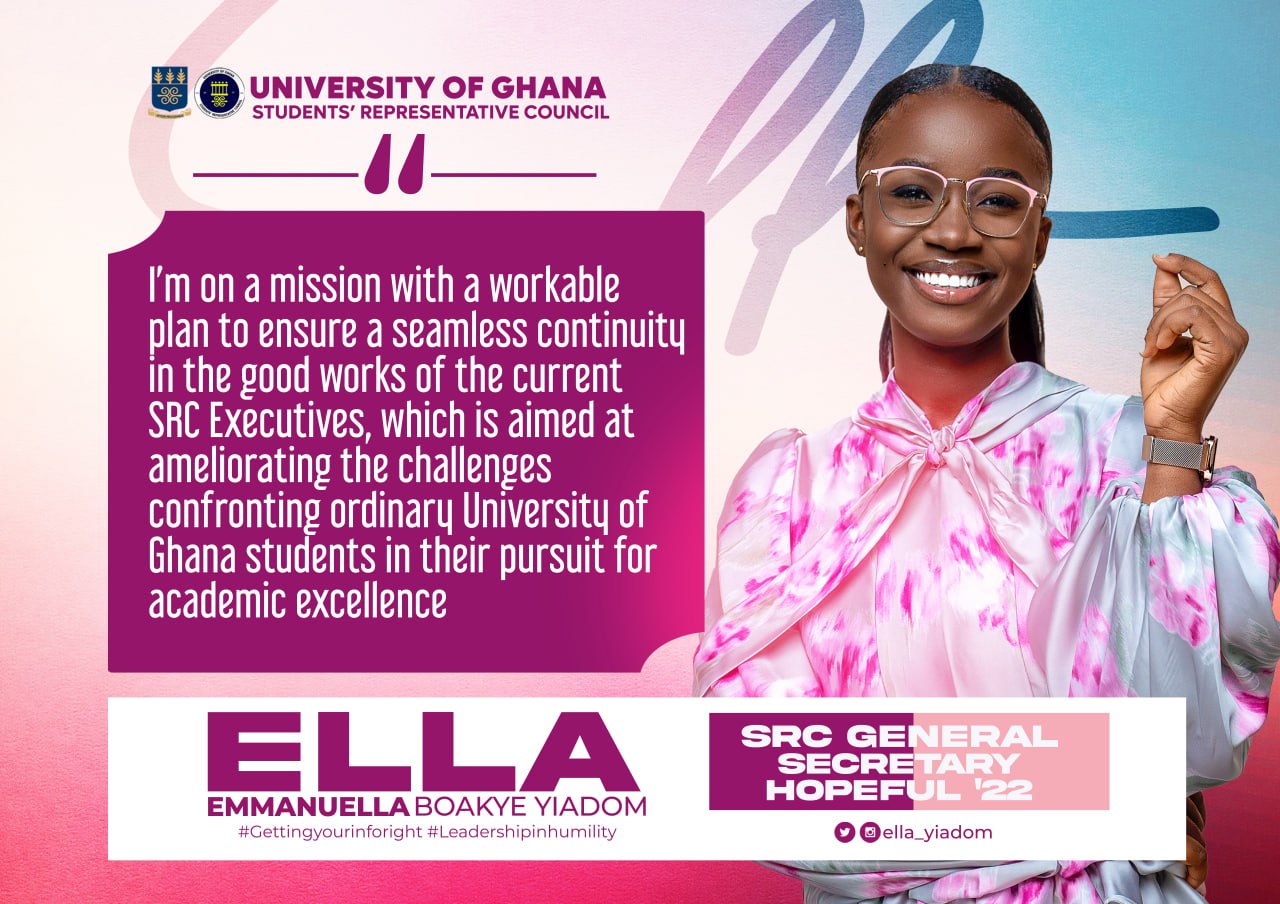 UNIVERSITY OF GHANA
STUDENTS' REPRESENTATIVE COUNCIL
"
I'm on a mission with a workable
plan to ensure a seamless continuity
in the good works of the current
SRC Executives, which is aimed at
ameliorating the challenges
confronting ordinary University of
Ghana students in their pursuit for
academic excellence
ELLA
EMMANUELLA BOAKYE YIADOM
#Gettingyourinforight #Leadershipinhumility
SRC GENERAL
SECRETARY
HOPEFUL '22
ella_yiadom